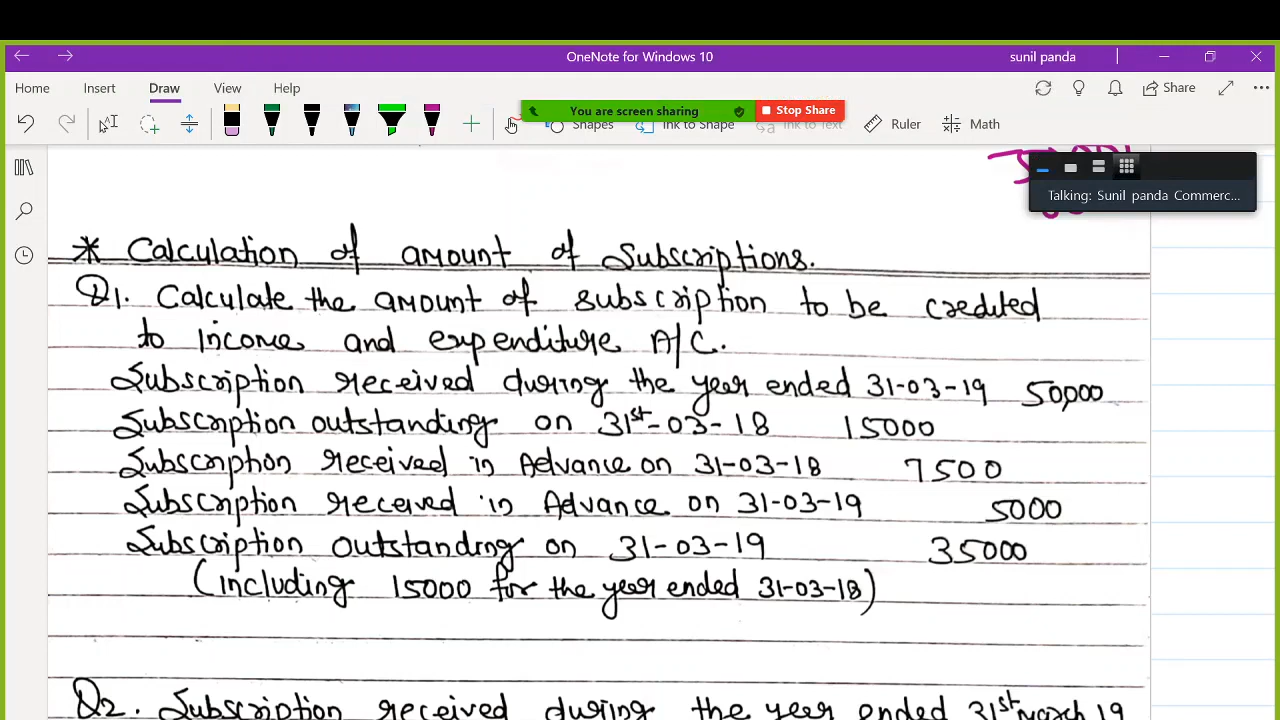 OneNote for Windows 10
sunil panda
Home Insert Draw View Help
You are screen sharing
Stop Share
Share
Shapes
Ink to Shape
Ink to Text
Ruler
Math
Talking: Sunil panda Commerc...
* Calculation of amount of Subscriptions.
Q1. Calculate the amount of subscription to be credited
to Income and expenditure A/C.
Subscription received during the year ended 31-03-19 50,000
Subscription outstanding on 31st-03-18 15000
Subscription received in Advance on 31-03-18 7500
Subscription received in Advance on 31-03-19 5000
Subscription outstanding on 31-03-19 35000
(including 15000 for the year ended 31-03-18)
Q2. Subscription received during the year ended 31st March 19